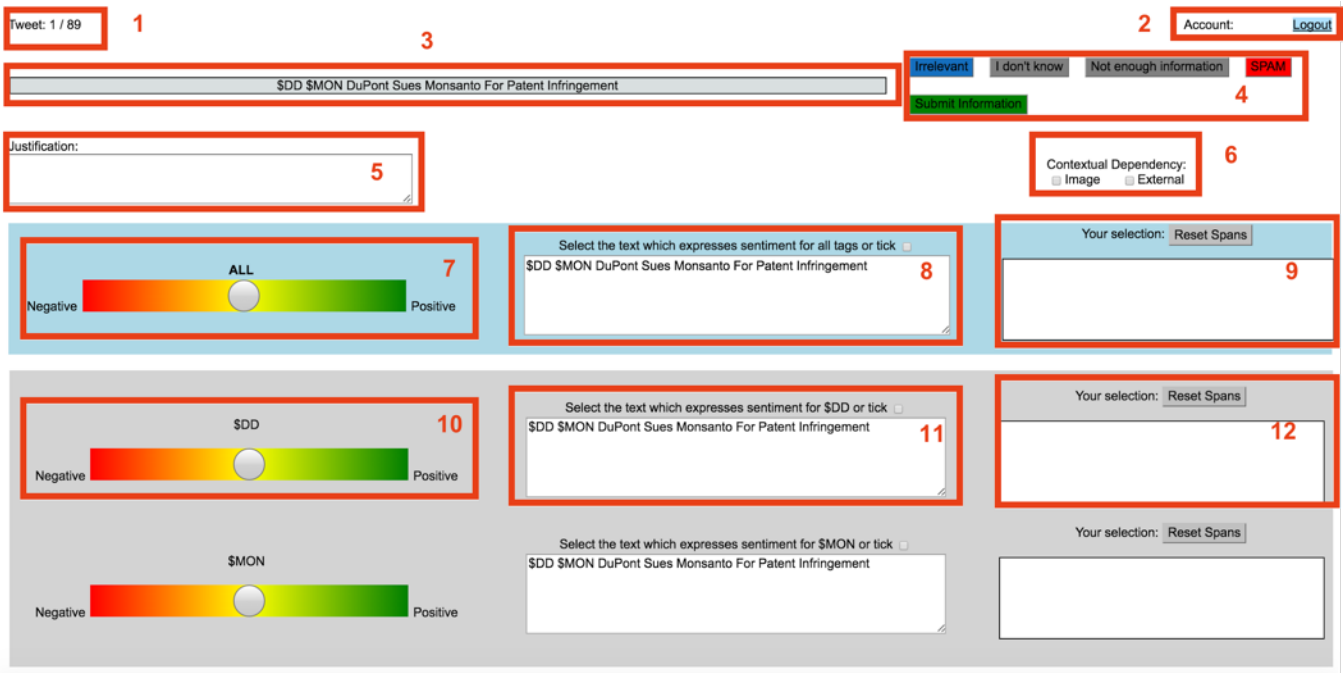 Tweet: 1 / 89
1
2
Account: Logout
3
$DD $MON DuPont Sues Monsanto For Patent Infringement
Irrelevant I don't know Not enough information SPAM
4
Submit Information
Justification:
5
Contextual Dependency:
Image External
6
ALL
Negative Positive
7
Select the text which expresses sentiment for all tags or tick
$DD $MON DuPont Sues Monsanto For Patent Infringement
8
Your selection: Reset Spans
9
$DD
Negative Positive
10
Select the text which expresses sentiment for $DD or tick
$DD $MON DuPont Sues Monsanto For Patent Infringement
11
Your selection: Reset Spans
12
$MON
Negative Positive
Select the text which expresses sentiment for $MON or tick
$DD $MON DuPont Sues Monsanto For Patent Infringement
Your selection: Reset Spans